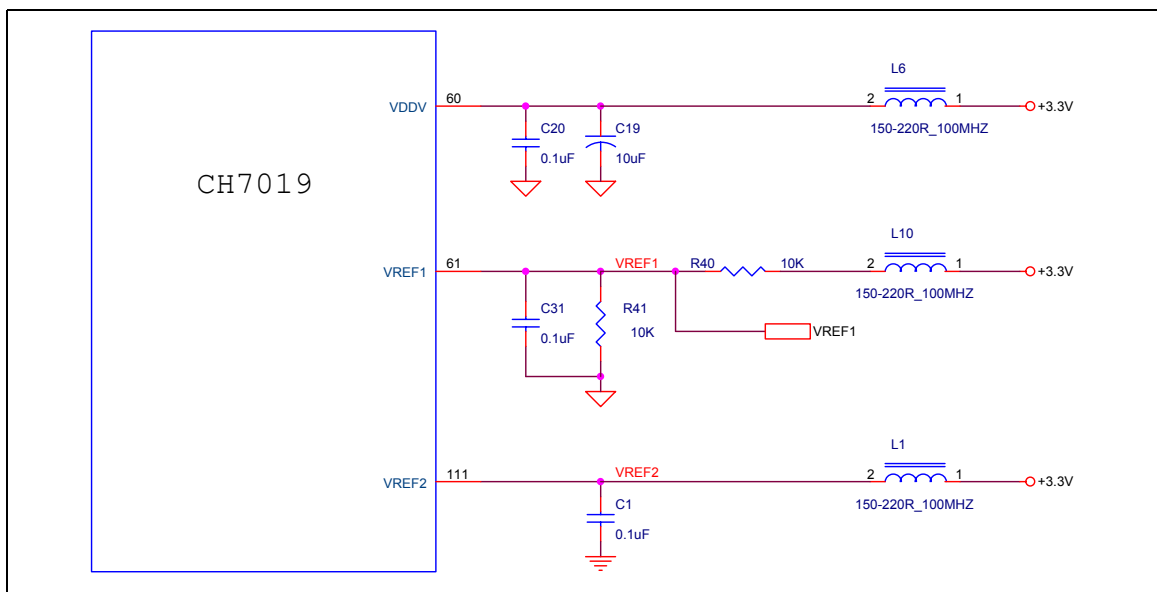 L6
VDDV 60 2 1 +3.3V
C20 C19 150-220R_100MHZ
0.1uF 10uF
CH7019
L10
VREF1 61 VREF1 R40 10K 2 1 +3.3V
150-220R_100MHZ
C31 R41
0.1uF 10K VREF1
L1
VREF2 111 VREF2 2 1 +3.3V
C1 150-220R_100MHZ
0.1uF